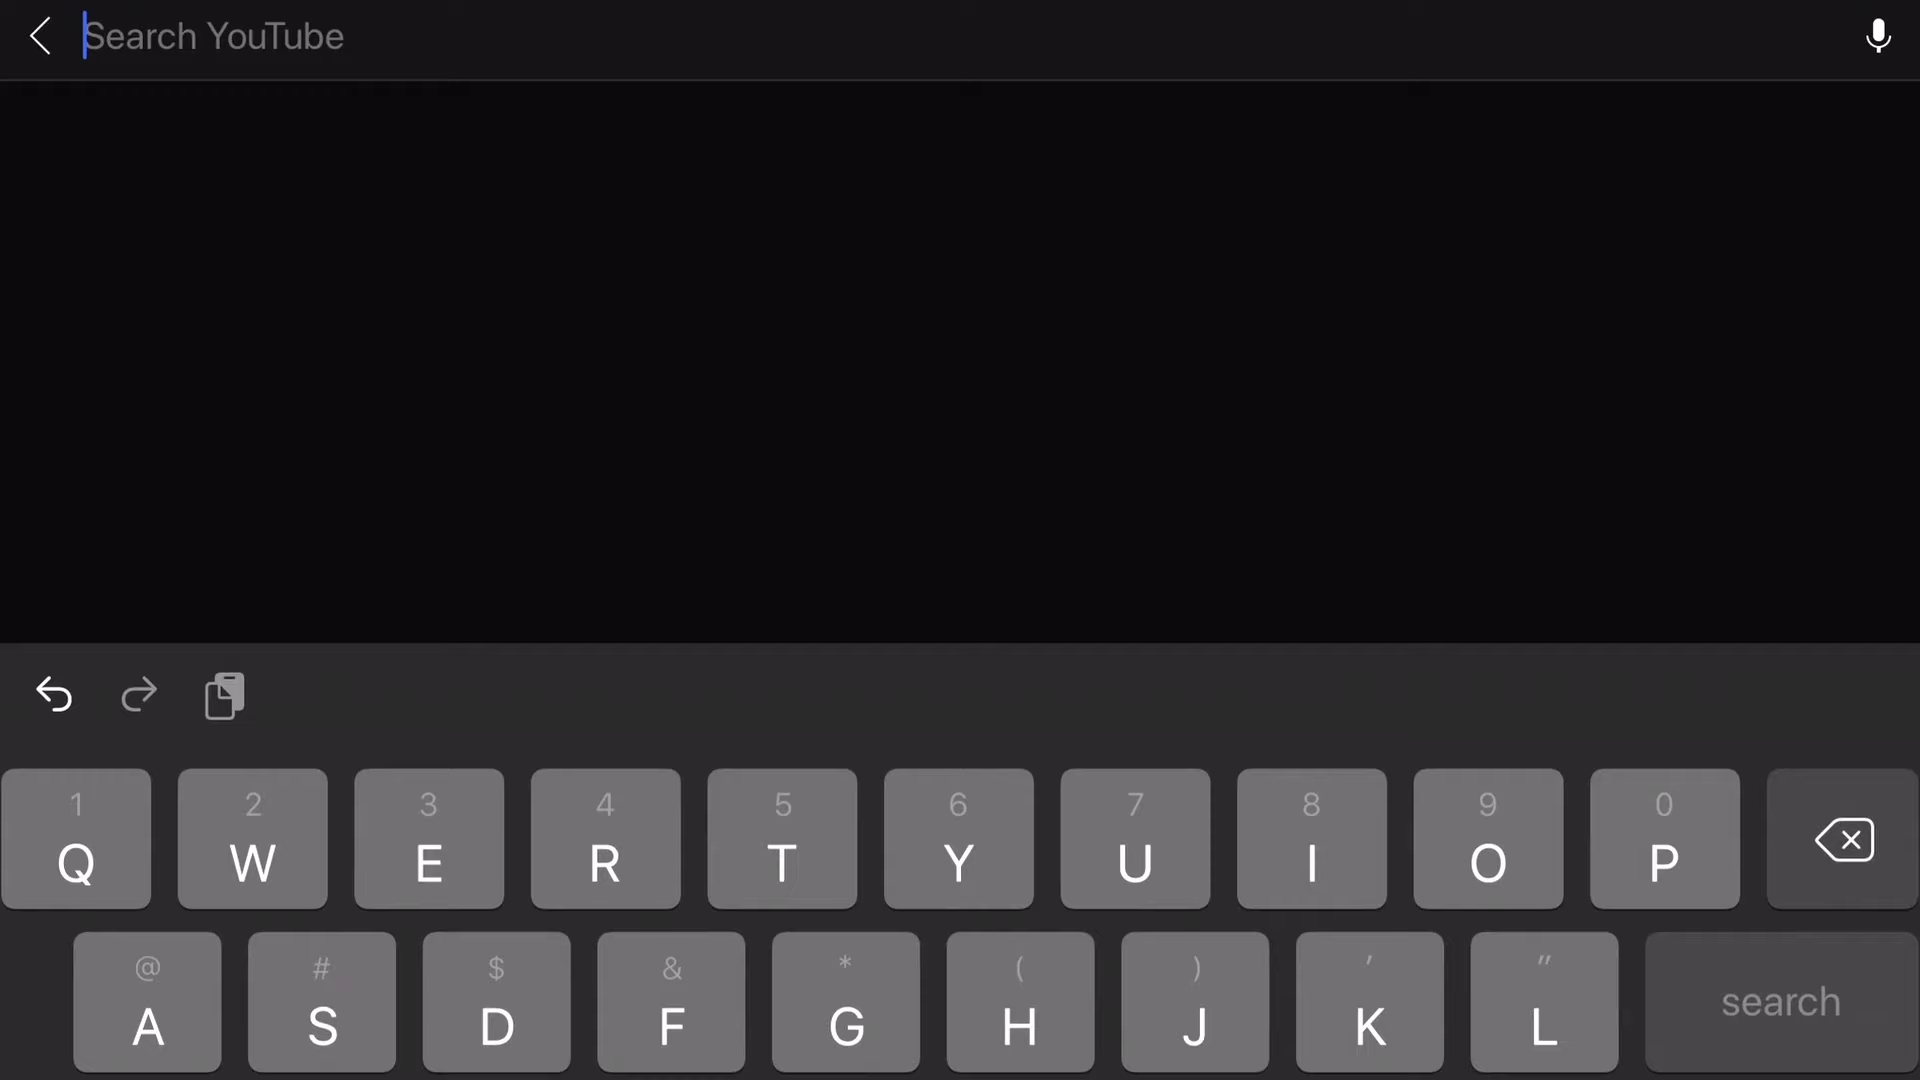 Search YouTube
1 2 3 4 5 6 7 8 9 0
Q W E R T Y U I O P
@ # $ & * ( ) ' "
A S D F G H J K L search